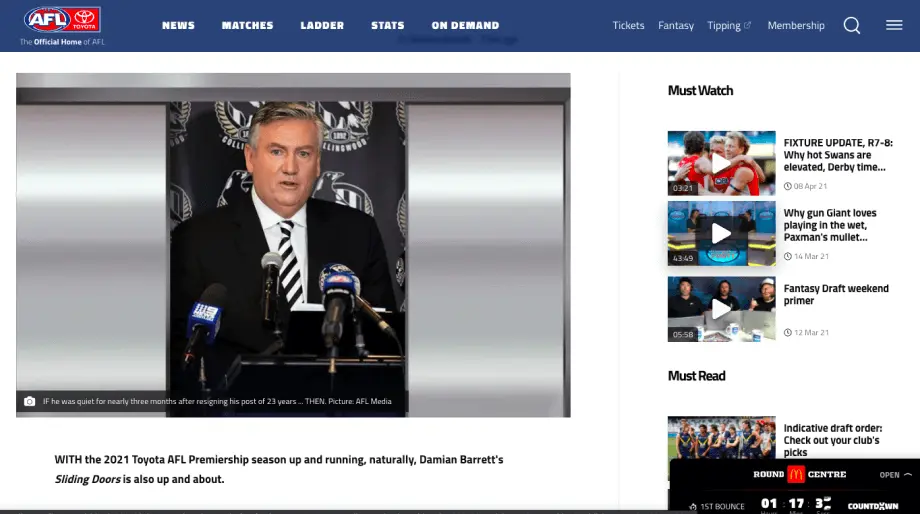 AFL TOYOTA
The Official Home of AFL
NEWS MATCHES LADDER STATS ON DEMAND
Tickets Fantasy Tipping Membership
COLLINGWOOD
1892
IF he was quiet for nearly three months after resigning his post of 23 years ... THEN. Picture: AFL Media
WITH the 2021 Toyota AFL Premiership season up and running, naturally, Damian Barrett's
Sliding Doors is also up and about.
Must Watch
03:21
FIXTURE UPDATE, R7-8:
Why hot Swans are
elevated, Derby time...
08 Apr 21
43:49
Why gun Giant loves
playing in the wet,
Paxman's mullet...
14 Mar 21
05:58
Fantasy Draft weekend
primer
12 Mar 21
Must Read
Indicative draft order:
Check out your club's
picks
ROUND CENTRE OPEN
1ST BOUNCE 01 : 17 : COUNTDOWN
Hours